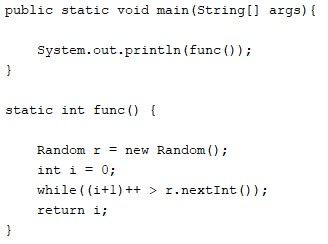 public static void main(String[] args){
System.out.println(func());
}
static int func() {
Random r = new Random();
int i = 0;
while((i+1)++ > r.nextInt());
return i;
}